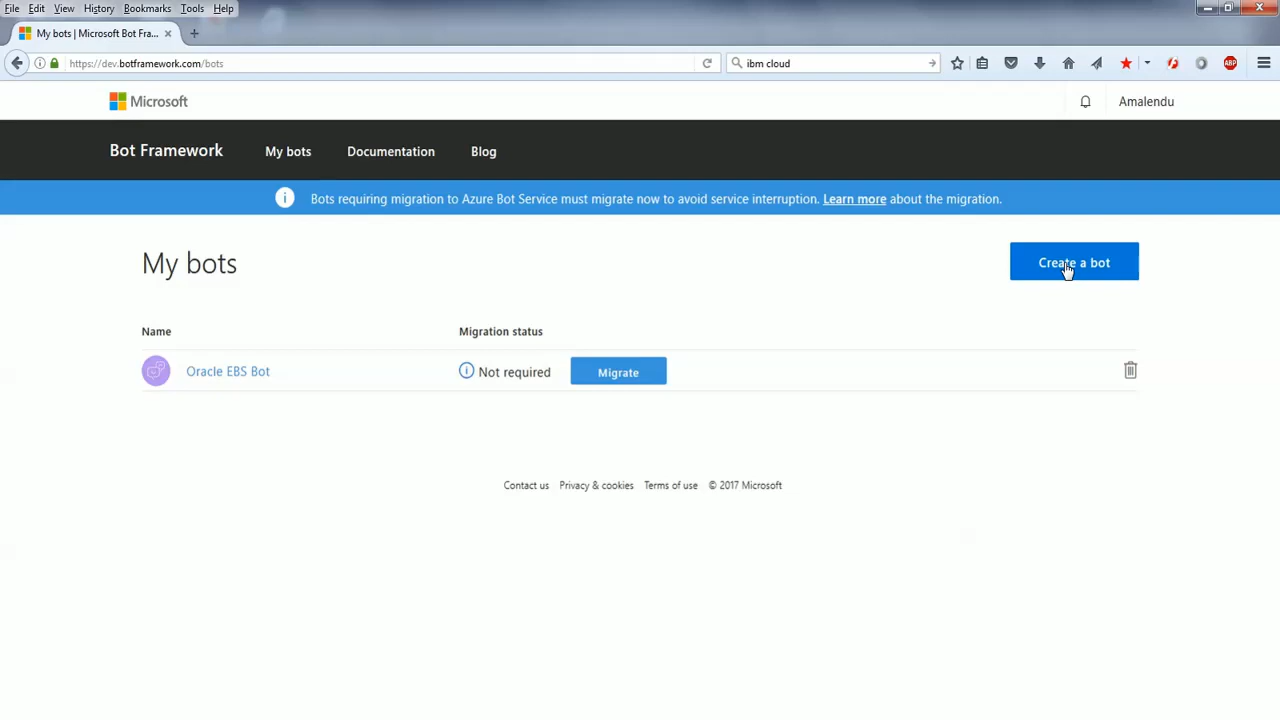 File Edit View History Bookmarks Tools Help
My bots | Microsoft Bot Fra...
https://dev.botframework.com/bots
ibm cloud
ABP
Microsoft
Amalendu
Bot Framework My bots Documentation Blog
Bots requiring migration to Azure Bot Service must migrate now to avoid service interruption. Learn more about the migration.
My bots
Create a bot
Name Migration status
Oracle EBS Bot Not required Migrate
Contact us Privacy & cookies Terms of use © 2017 Microsoft